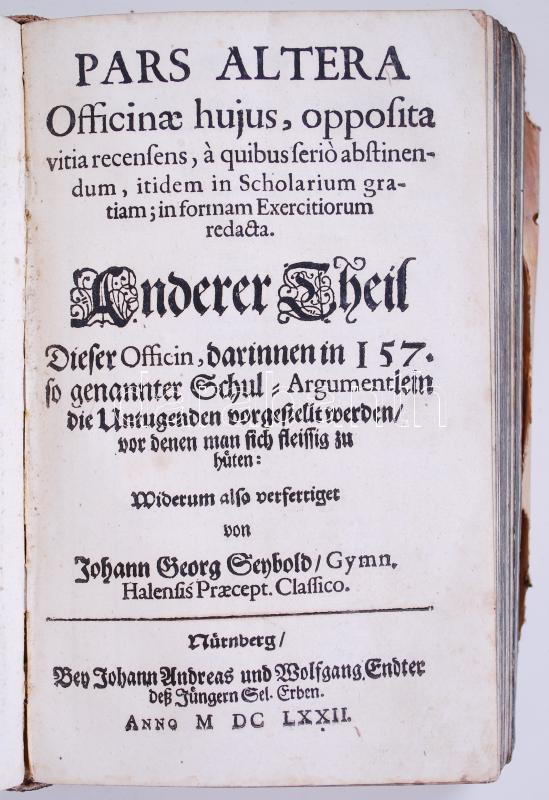 PARS ALTERA
Officinæ hujus, opposita
vitia recensens, à quibus seriò abstinen-
dum, itidem in Scholarium gra-
tiam; in formam Exercitiorum
redacta.
Anderer Theil
Dieser Officin, darinnen in 157.
so genannter Schul-Argumentlein
die Untugenden vorgestellt werden/
vor denen man sich fleissig zu
hüten:
Widerum also verfertiget
von
Johann Georg Seybold/ Gymn.
Halensis Præcept. Classico.
Nürnberg/
Bey Johann Andreas und Wolfgang Endter
deß Jüngern Sel. Erben.
ANNO M DC LXXII.